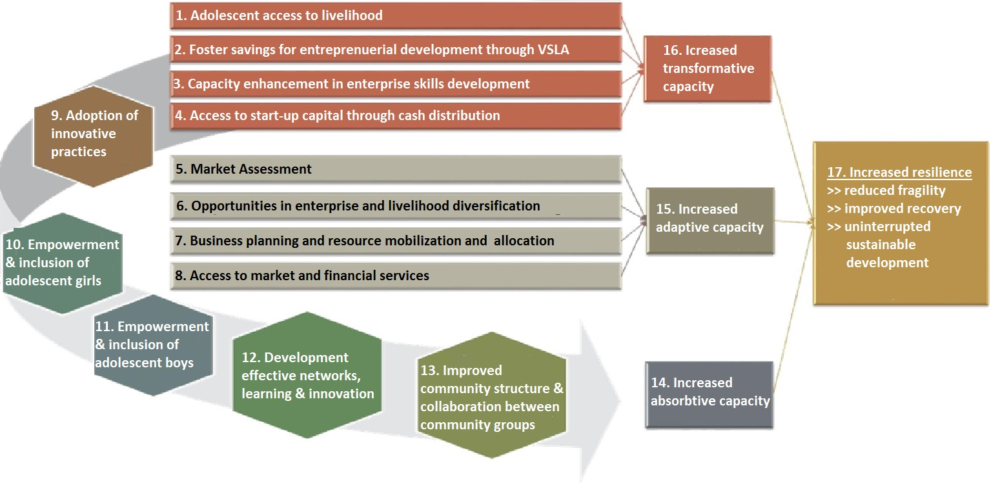 1. Adolescent access to livelihood
2. Foster savings for entreprenuerial development through VSLA
3. Capacity enhancement in enterprise skills development
4. Access to start-up capital through cash distribution
5. Market Assessment
6. Opportunities in enterprise and livelihood diversification
7. Business planning and resource mobilization and allocation
8. Access to market and financial services
9. Adoption of
innovative
practices
10. Empowerment
& inclusion of
adolescent girls
11. Empowerment
& inclusion of
adolescent boys
12. Development
effective networks,
learning & innovation
13. Improved
community structure &
collaboration between
community groups
14. Increased
absorbtive capacity
15. Increased
adaptive capacity
16. Icreased
transformative
capacity
17. Increased resilience
>> reduced fragility
>> improved recovery
>> uninterrupted
sustainable
development